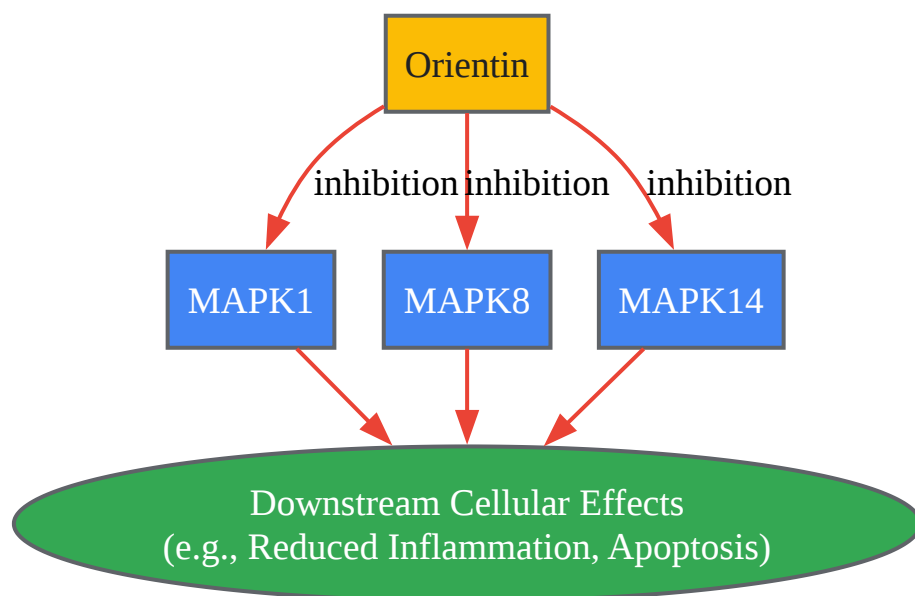 Orientin
inhibition inhibition inhibition
MAPK1 MAPK8 MAPK14
Downstream Cellular Effects
(e.g., Reduced Inflammation, Apoptosis)